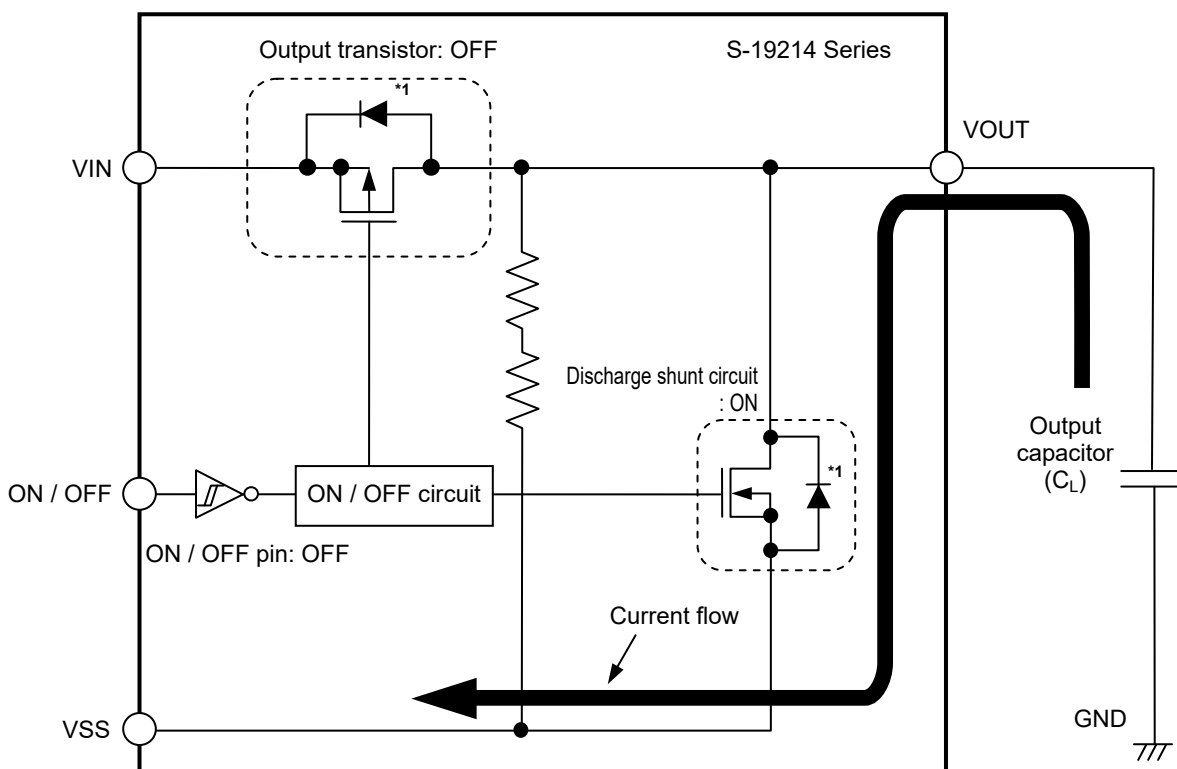 Output transistor: OFF
S-19214 Series
*1
VOUT
VIN
Discharge shunt circuit
: ON
*1
Output
capacitor
(CL)
ON / OFF
ON / OFF circuit
ON / OFF pin: OFF
Current flow
VSS
GND